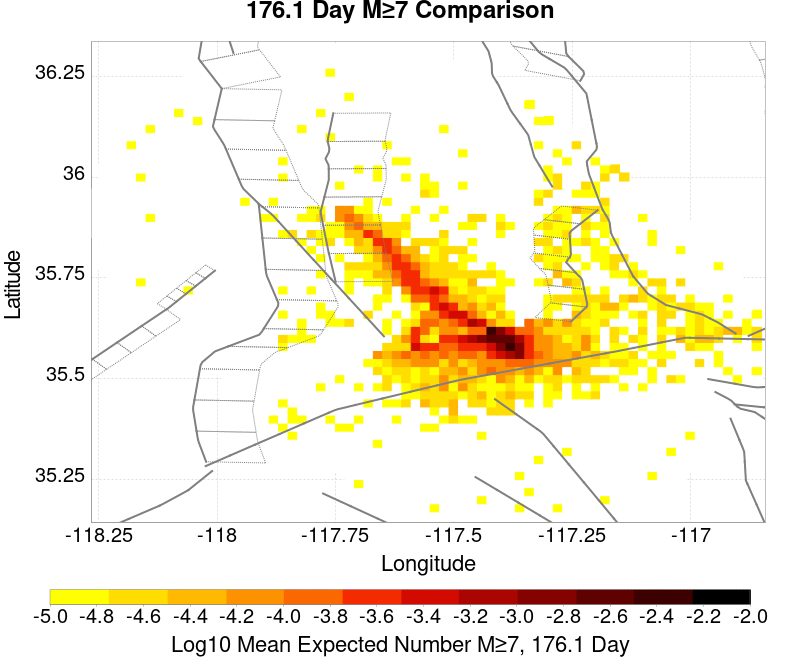 176.1 Day M≥7 Comparison
36.25
36
35.75
35.5
35.25
Latitude
-118.25 -118 -117.75 -117.5 -117.25 -117
Longitude
-5.0 -4.8 -4.6 -4.4 -4.2 -4.0 -3.8 -3.6 -3.4 -3.2 -3.0 -2.8 -2.6 -2.4 -2.2 -2.0
Log10 Mean Expected Number M≥7, 176.1 Day